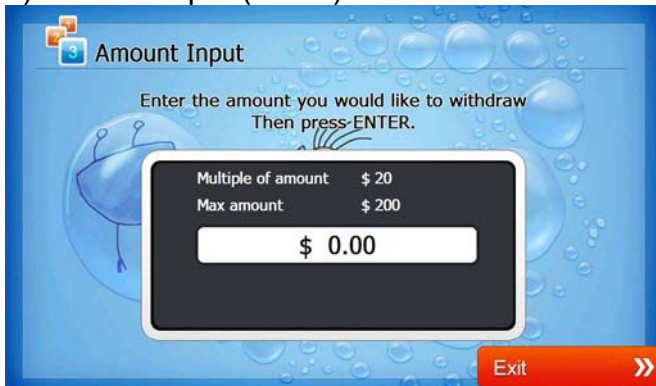 Amount Input
Enter the amount you would like to withdraw
Then press ENTER.
Multiple of amount $ 20
Max amount $ 200
$ 0.00
Exit »